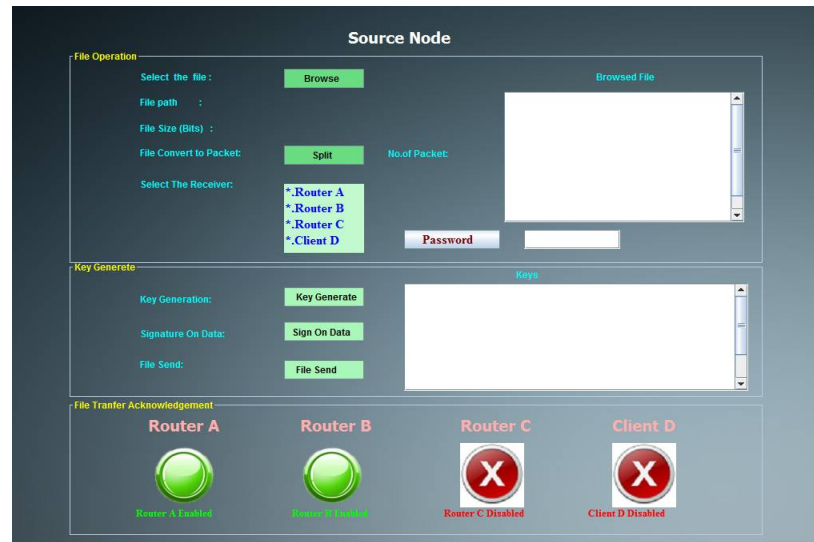 Source Node
File Operation
Select the file :
Browse
Browsed File
File path :
File Size (Bits) :
File Convert to Packet:
Split
No.of Packet:
Select The Receiver:
*.Router A
*.Router B
*.Router C
*.Client D
Password
Key Generete
Keys
Key Generation:
Key Generate
Signature On Data:
Sign On Data
File Send:
File Send
File Tranfer Acknowledgement
Router A
Router B
Router C
Client D
X
X
Router A Enabled
Router B Enabled
Router C Disabled
Client D Disabled